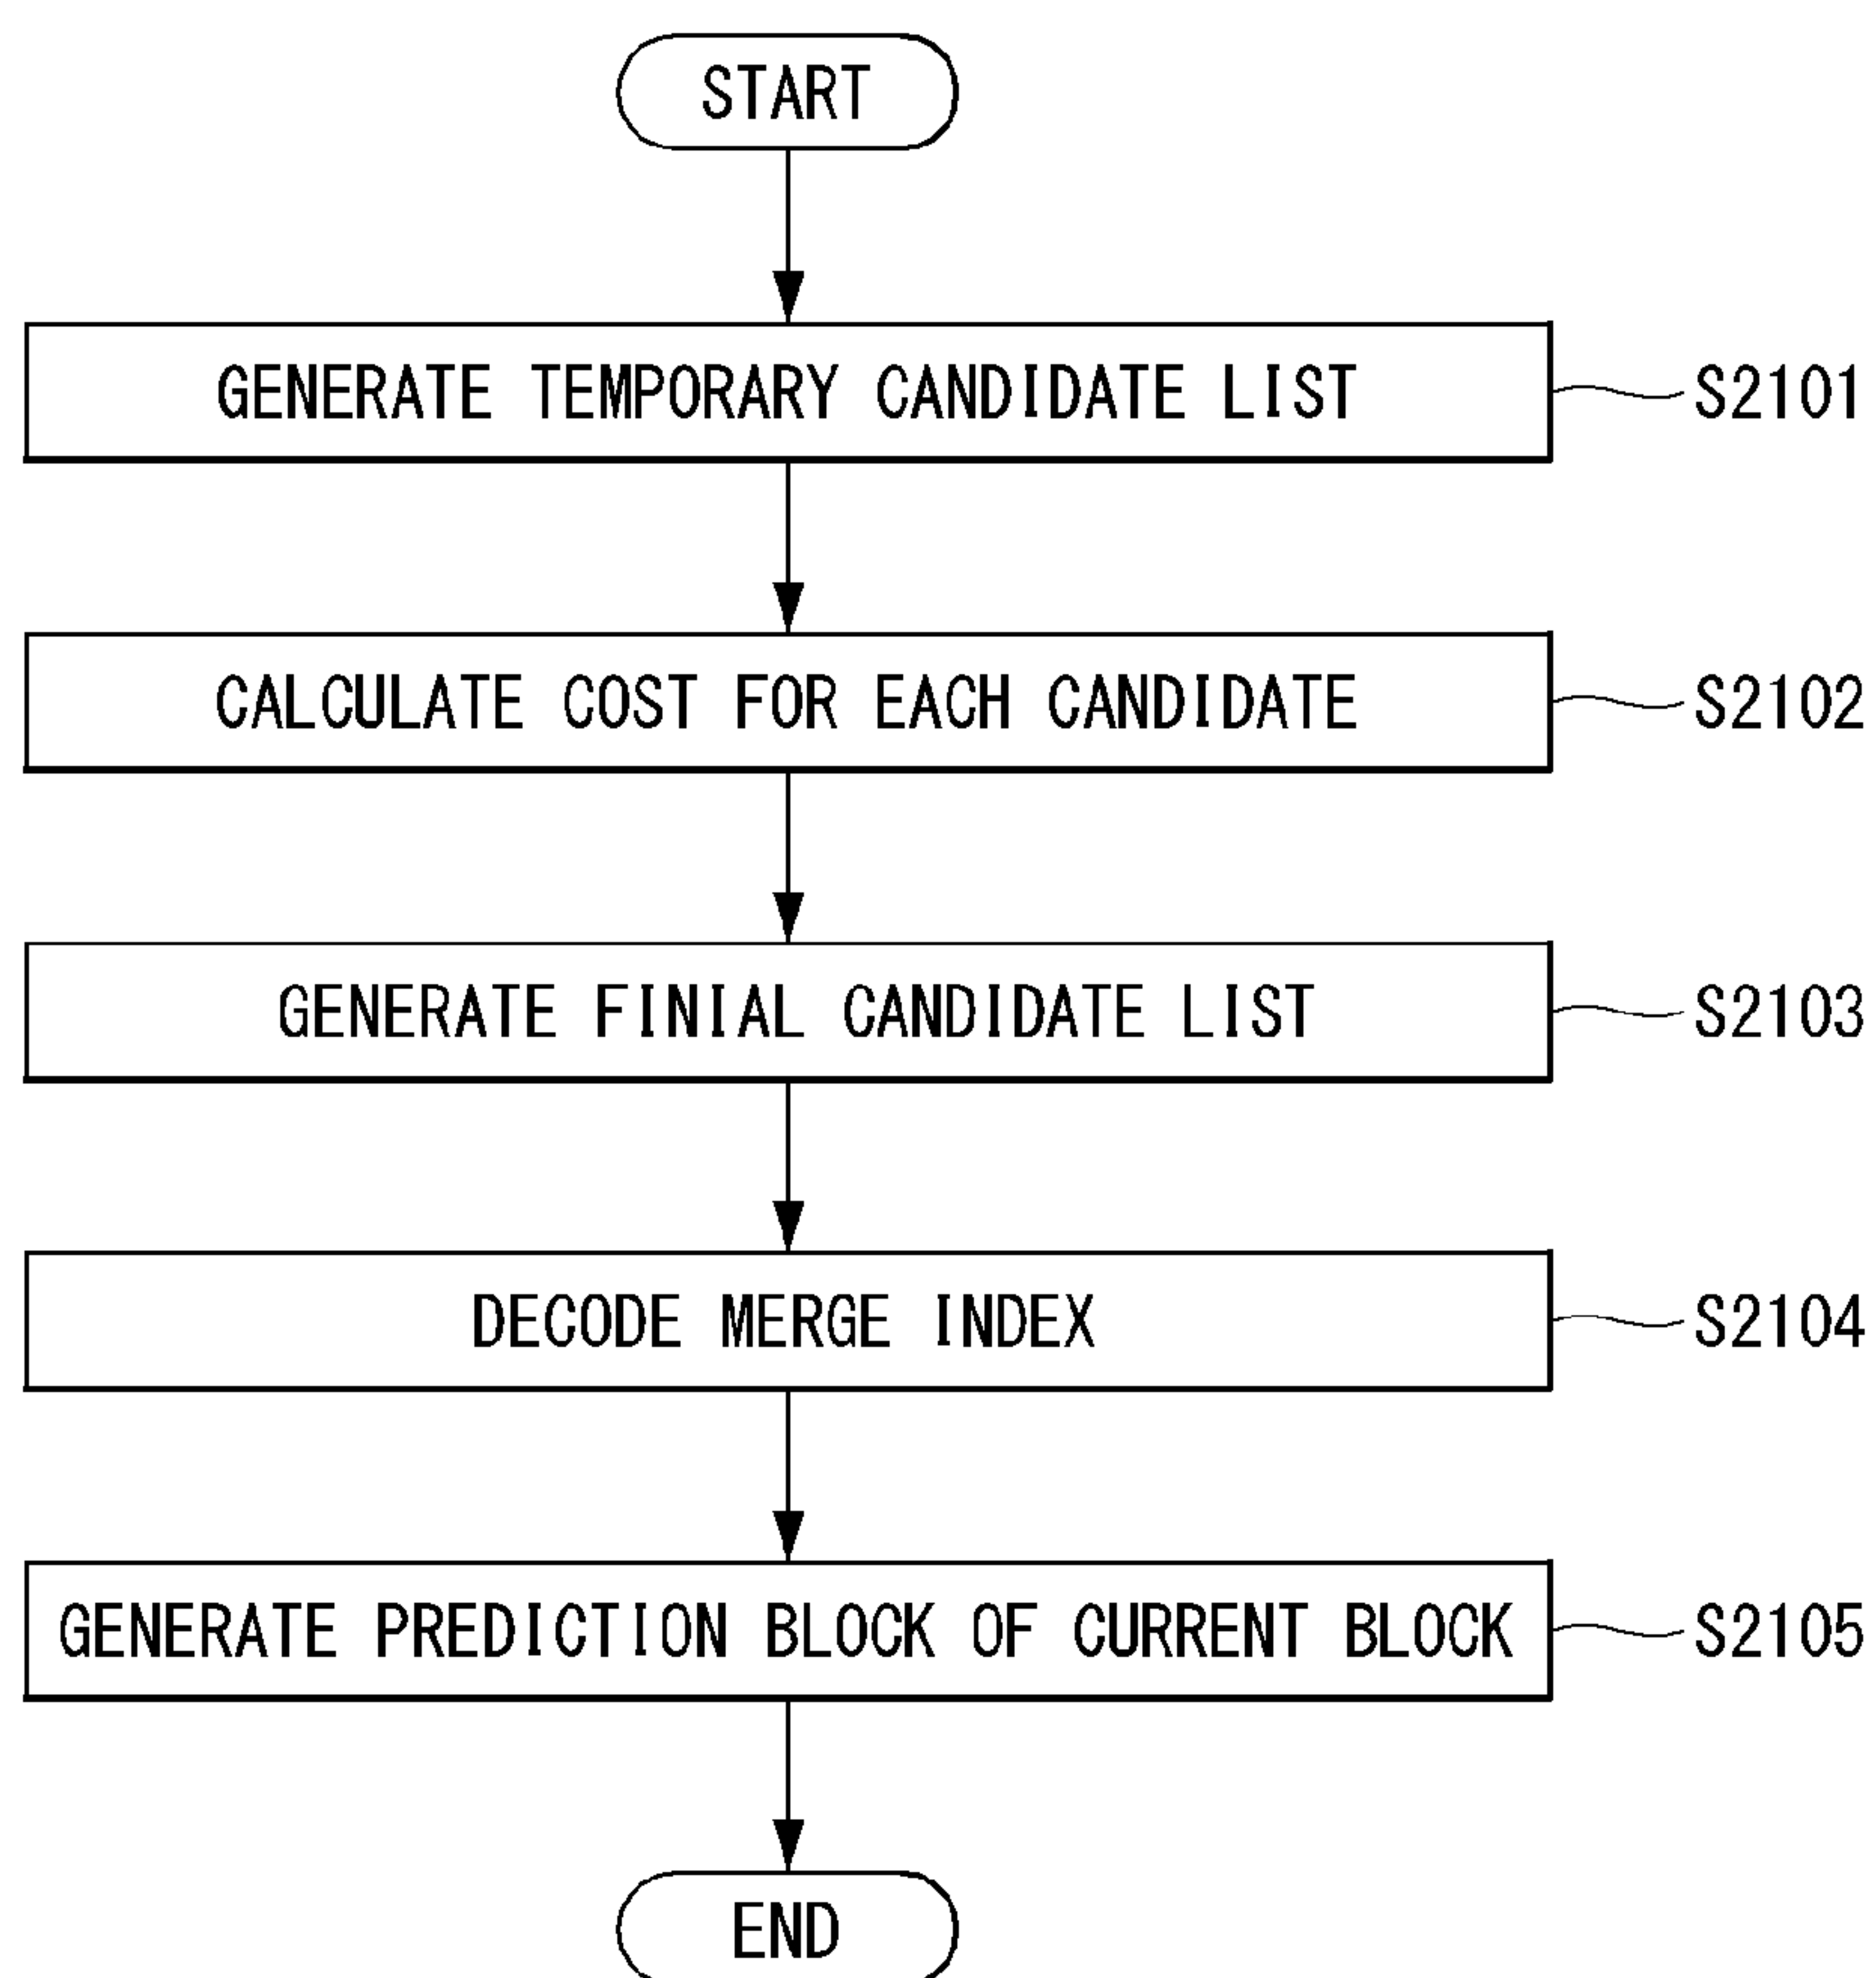 START
GENERATE TEMPORARY CANDIDATE LIST S2101
CALCULATE COST FOR EACH CANDIDATE S2102
GENERATE FINIAL CANDIDATE LIST S2103
DECODE MERGE INDEX S2104
GENERATE PREDICTION BLOCK OF CURRENT BLOCK S2105
END